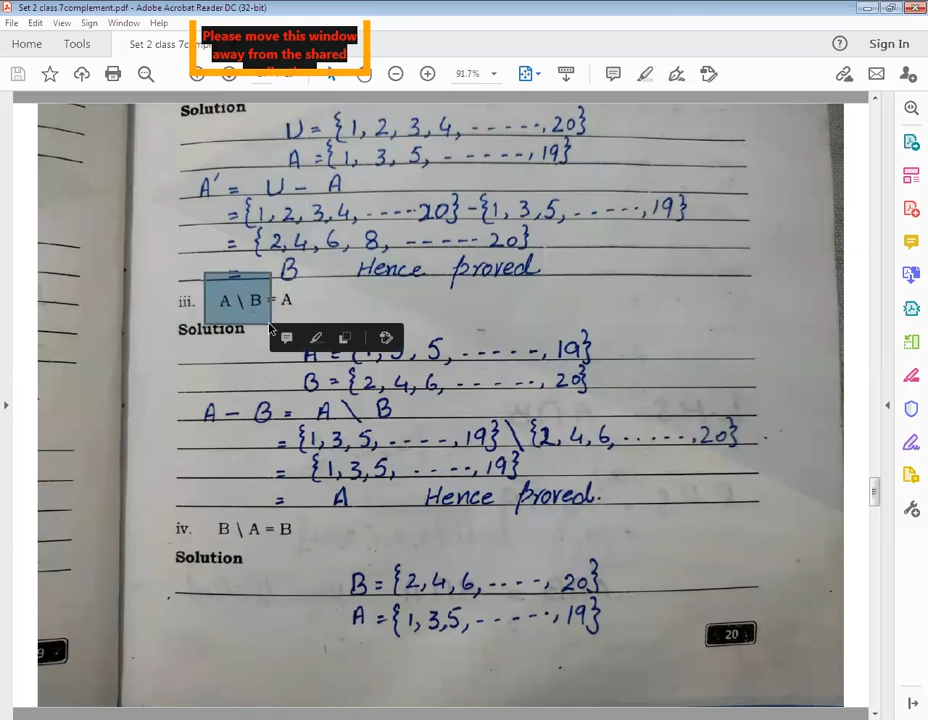 Set 2 class 7complement.pdf - Adobe Acrobat Reader DC (32-bit)
File Edit View Sign Window Help
Home Tools Set 2 class 7comp
Please move this window
away from the shared
Sign In
91.7%
Solution
U = {1, 2, 3, 4, ------, 20}
A = {1, 3, 5, ------, 19}
A' = U - A
= {1, 2, 3, 4, ..... 20} - {1, 3, 5, ------, 19}
= {2, 4, 6, 8, ------ 20}
= B Hence proved
iii. A \ B = A
Solution
5, ------, 19}
B = {2, 4, 6, ------, 20}
A - B = A \ B
= {1, 3, 5, ------, 19} \ {2, 4, 6, ......, 20}
= {1, 3, 5, ------, 19}
= A Hence proved.
iv. B \ A = B
Solution
B = {2, 4, 6, ----, 20}
A = {1, 3, 5, ------, 19}
20
9